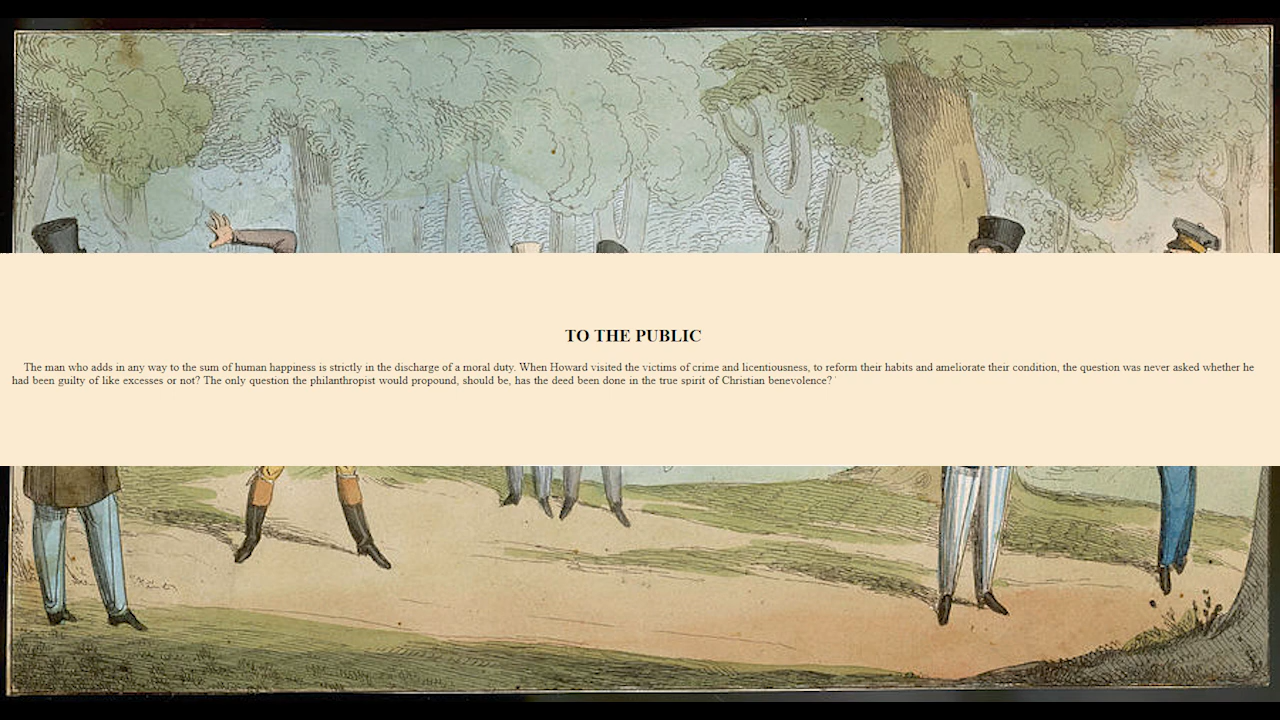 TO THE PUBLIC
The man who adds in any way to the sum of human happiness is strictly in the discharge of a moral duty. When Howard visited the victims of crime and licentiousness, to reform their habits and ameliorate their condition, the question was never asked whether he
had been guilty of like excesses or not? The only question the philanthropist would propound, should be, has the deed been done in the true spirit of Christian benevolence?